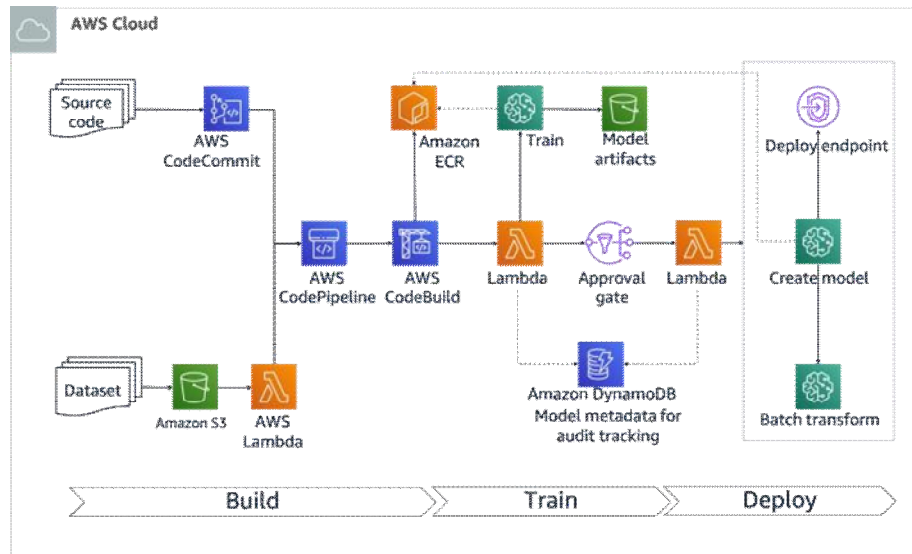 AWS Cloud
Source
code
AWS
CodeCommit
Amazon
ECR
Train
Model
artifacts
Deploy endpoint
AWS
CodePipeline
AWS
CodeBuild
Lambda
Approval
gate
Lambda
Create model
Dataset
Amazon S3
AWS
Lambda
Amazon DynamoDB
Model metadata for
audit tracking
Batch transform
Build
Train
Deploy